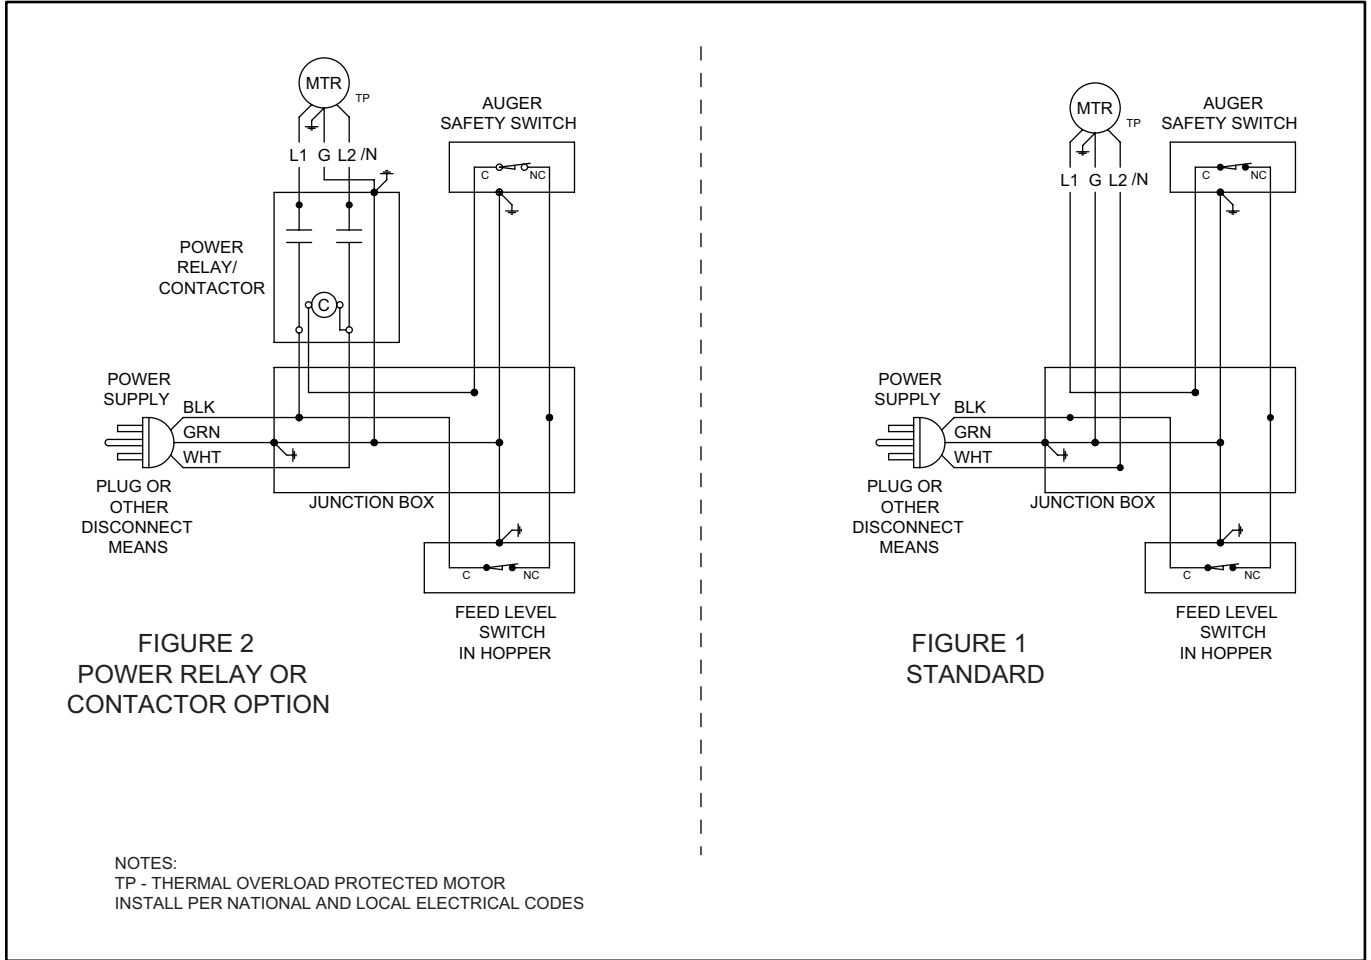 MTR
TP
L1 G L2 /N
POWER
RELAY/
CONTACTOR
C
AUGER
SAFETY SWITCH
C NC
POWER
SUPPLY
BLK
GRN
WHT
PLUG OR
OTHER
DISCONNECT
MEANS
JUNCTION BOX
C NC
FEED LEVEL
SWITCH
IN HOPPER
FIGURE 2
POWER RELAY OR
CONTACTOR OPTION
MTR
TP
L1 G L2 /N
AUGER
SAFETY SWITCH
C NC
POWER
SUPPLY
BLK
GRN
WHT
PLUG OR
OTHER
DISCONNECT
MEANS
JUNCTION BOX
C NC
FEED LEVEL
SWITCH
IN HOPPER
FIGURE 1
STANDARD
NOTES:
TP - THERMAL OVERLOAD PROTECTED MOTOR
INSTALL PER NATIONAL AND LOCAL ELECTRICAL CODES